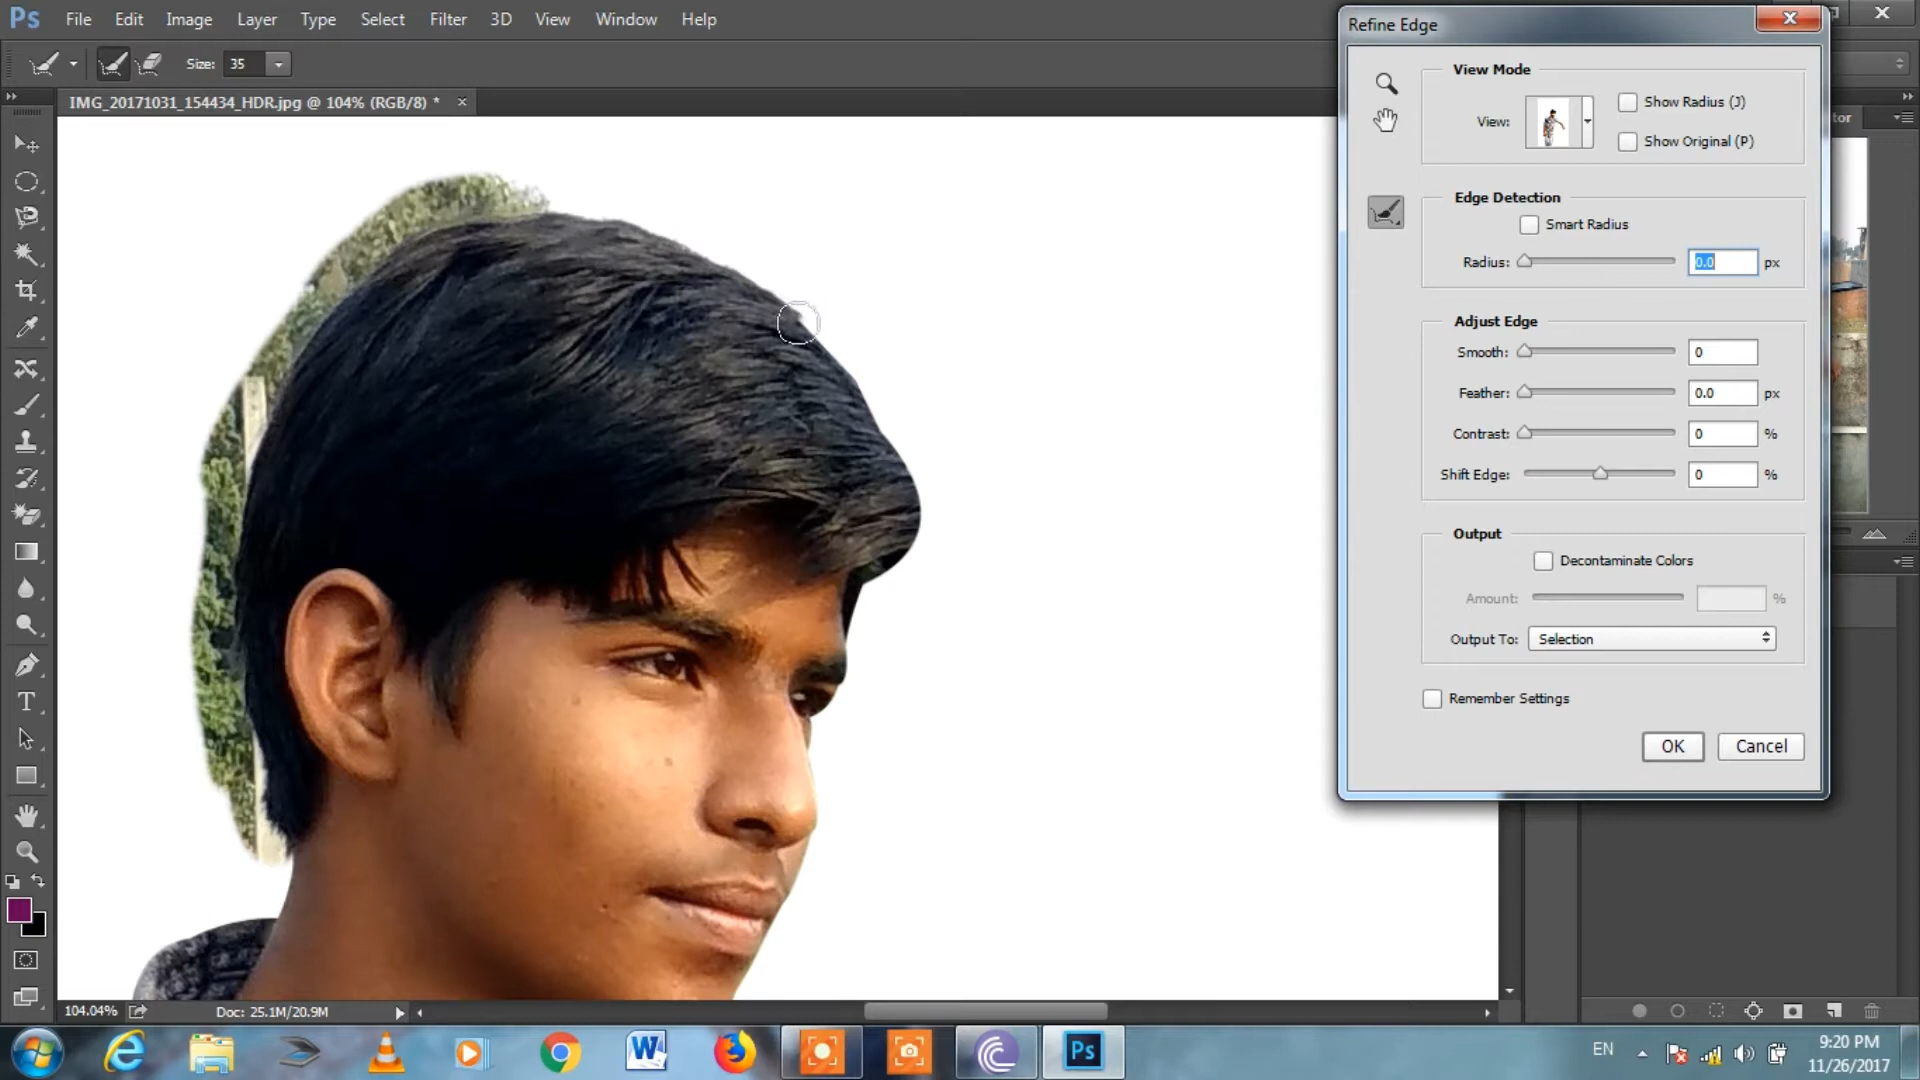 Ps File Edit Image Layer Type Select Filter 3D View Window Help
Size: 35
IMG_20171031_154434_HDR.jpg @ 104% (RGB/8) *
Refine Edge
View Mode
View:
Show Radius (J)
Show Original (P)
Edge Detection
Smart Radius
Radius: 0.0 px
Adjust Edge
Smooth: 0
Feather: 0.0 px
Contrast: 0 %
Shift Edge: 0 %
Output
Decontaminate Colors
Amount: %
Output To: Selection
Remember Settings
OK Cancel
tor
T
104.04% Doc: 25.1M/20.9M
W Ps
EN
9:20 PM
11/26/2017